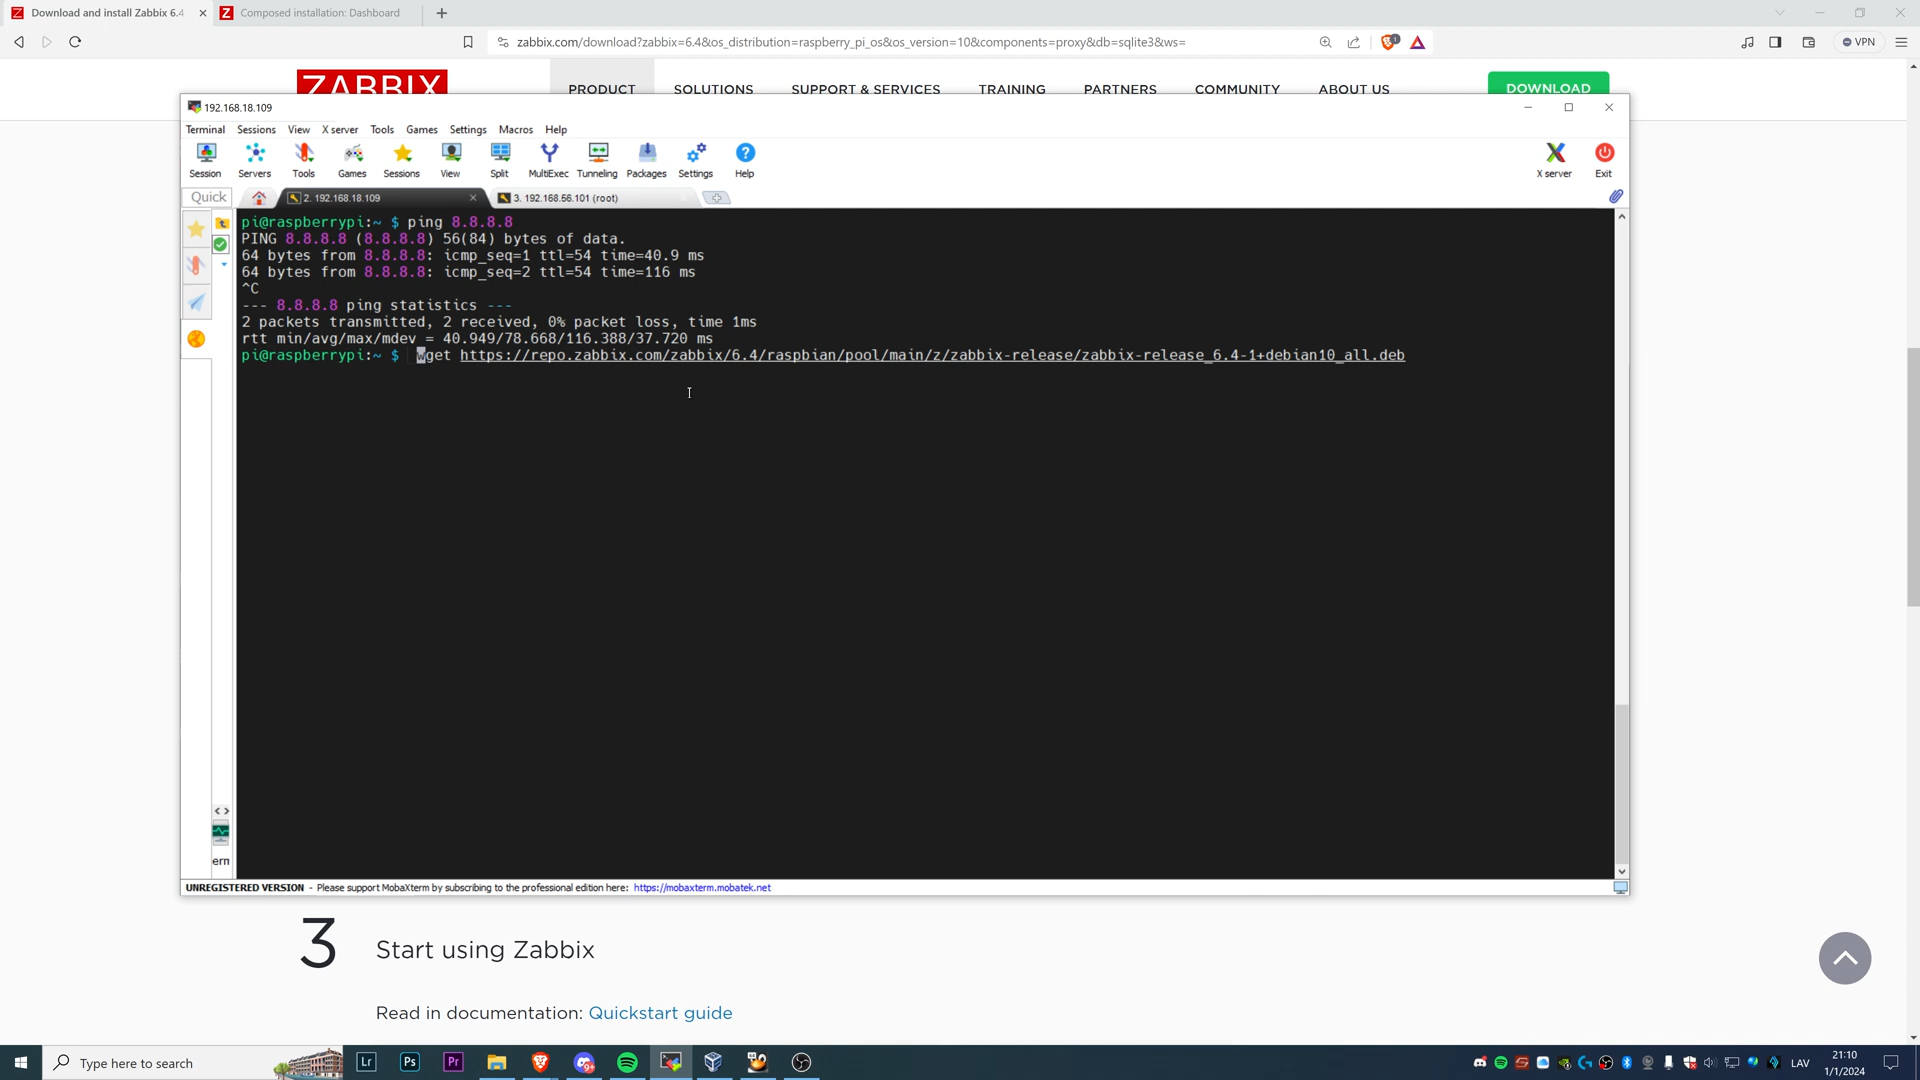 Download and install Zabbix 6.4
Composed installation: Dashboard
zabbix.com/download?zabbix=6.4&os_distribution=raspberry_pi_os&os_version=10&components=proxy&db=sqlite3&ws=
VPN
ZABBIX
PRODUCT
SOLUTIONS
SUPPORT & SERVICES
TRAINING
PARTNERS
COMMUNITY
ABOUT US
DOWNLOAD
192.168.18.109
Terminal Sessions View X server Tools Games Settings Macros Help
Session Servers Tools Games Sessions View Split MultiExec Tunneling Packages Settings Help X server Exit
Quick
2. 192.168.18.109
3. 192.168.56.101 (root)
pi@raspberrypi:~ $ ping 8.8.8.8
PING 8.8.8.8 (8.8.8.8) 56(84) bytes of data.
64 bytes from 8.8.8.8: icmp_seq=1 ttl=54 time=40.9 ms
64 bytes from 8.8.8.8: icmp_seq=2 ttl=54 time=116 ms
^C
--- 8.8.8.8 ping statistics ---
2 packets transmitted, 2 received, 0% packet loss, time 1ms
rtt min/avg/max/mdev = 40.949/78.668/116.388/37.720 ms
pi@raspberrypi:~ $ wget https://repo.zabbix.com/zabbix/6.4/raspbian/pool/main/z/zabbix-release/zabbix-release_6.4-1+debian10_all.deb
UNREGISTERED VERSION - Please support MobaXterm by subscribing to the professional edition here: https://mobaxterm.mobatek.net
3
Start using Zabbix
Read in documentation: Quickstart guide
Type here to search
Lr
Ps
Pr
LAV
21:10
1/1/2024